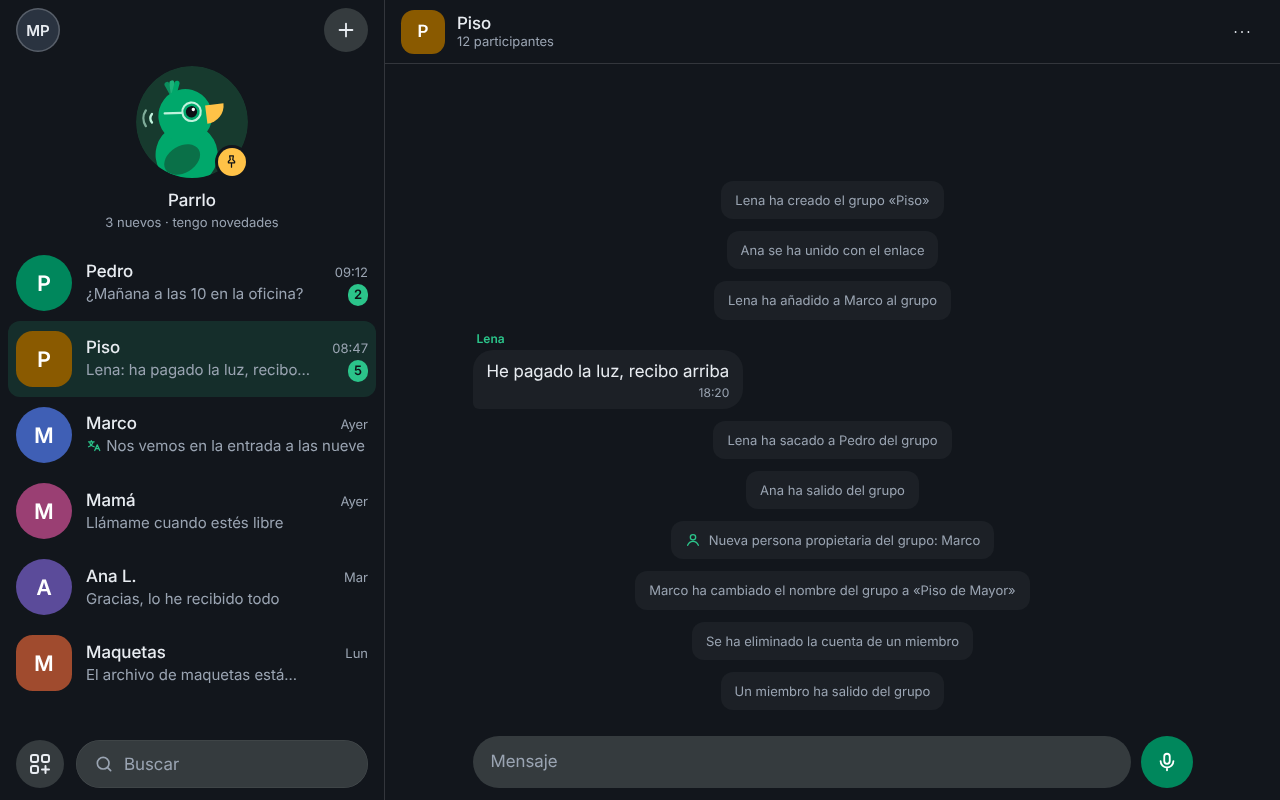 MP
Parrlo
3 nuevos · tengo novedades
P
Pedro
09:12
¿Mañana a las 10 en la oficina?
2
P
Piso
08:47
Lena: ha pagado la luz, recibo...
5
M
Marco
Ayer
Nos vemos en la entrada a las nueve
M
Mamá
Ayer
Llámame cuando estés libre
A
Ana L.
Mar
Gracias, lo he recibido todo
M
Maquetas
Lun
El archivo de maquetas está...
Buscar
P
Piso
12 participantes
Lena ha creado el grupo «Piso»
Ana se ha unido con el enlace
Lena ha añadido a Marco al grupo
Lena
He pagado la luz, recibo arriba
18:20
Lena ha sacado a Pedro del grupo
Ana ha salido del grupo
Nueva persona propietaria del grupo: Marco
Marco ha cambiado el nombre del grupo a «Piso de Mayor»
Se ha eliminado la cuenta de un miembro
Un miembro ha salido del grupo
Mensaje